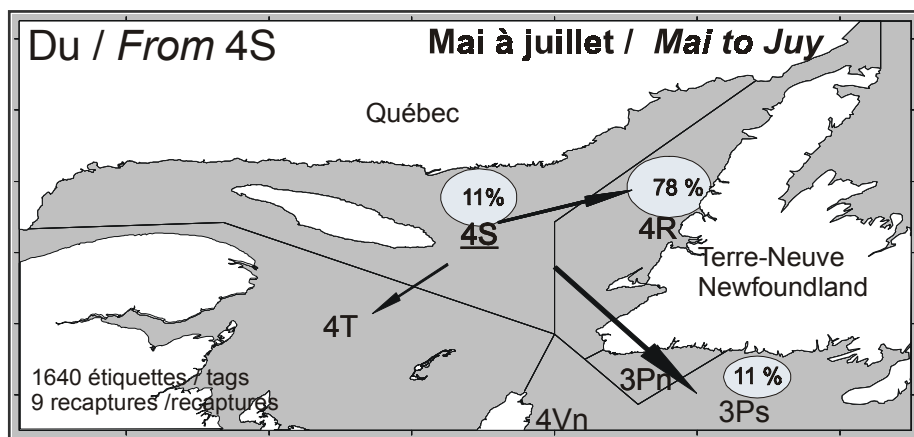 Du / From 4S
Mai à juillet / Mai to Juy
Québec
11%
78 %
4S
4R
Terre-Neuve
Newfoundland
4T
1640 étiquettes / tags
9 recaptures /recaptures
3Pn
11 %
4Vn
3Ps